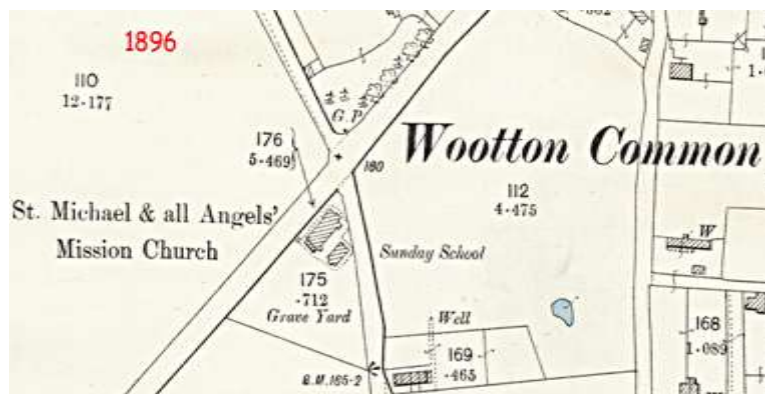 1896
110
12·177
G.P.
176
5·469
180
Wootton Common
112
4·475
St. Michael & all Angels'
Mission Church
W
Sunday School
175
·712
Grave Yard
Well
168
1·089
169
·465
B.M.165·2